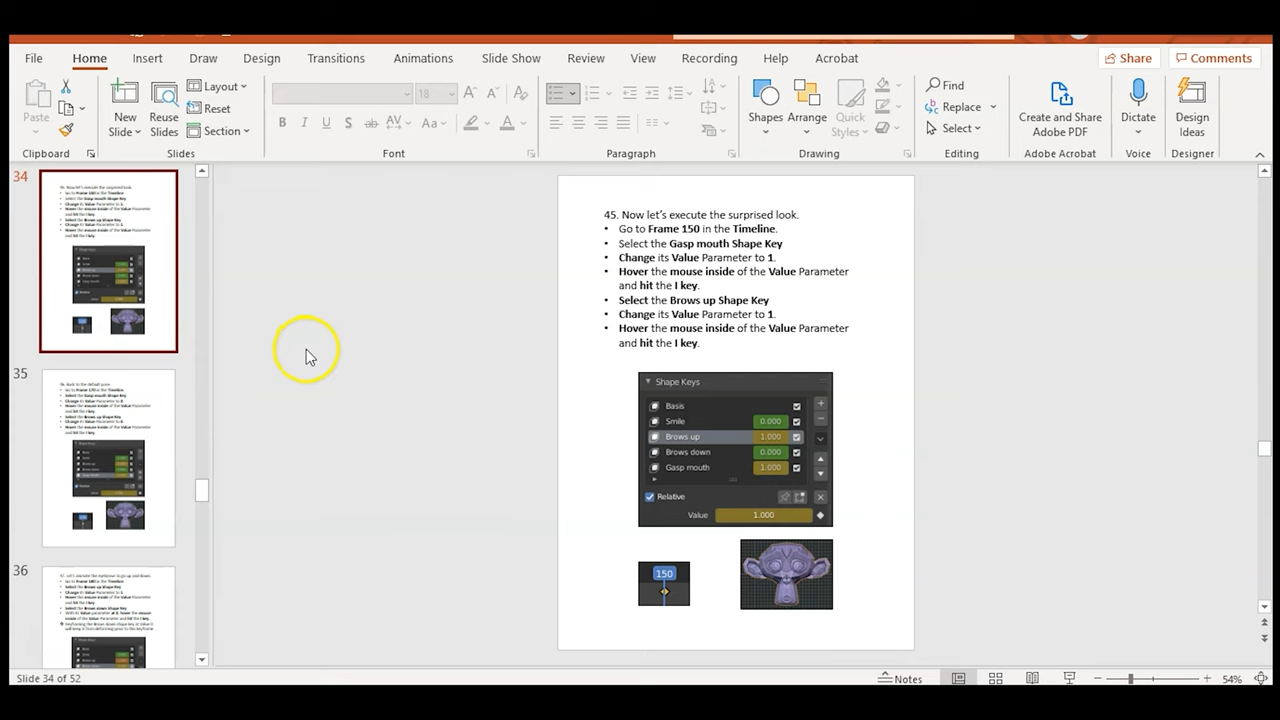 File Home Insert Draw Design Transitions Animations Slide Show Review View Recording Help Acrobat Share Comments
Paste
New Slides
Reuse Slides
Layout
Reset
Section
18
Shapes
Arrange
Quick Styles
Find
Replace
Select
Create and Share Adobe PDF
Dictate
Design Ideas
Clipboard Slides Font Paragraph Drawing Editing Adobe Acrobat Voice Designer
34
35
36
45. Now let's execute the surprised look.
• Go to Frame 150 in the Timeline.
• Select the Gasp mouth Shape Key
• Change its Value Parameter to 1.
• Hover the mouse inside of the Value Parameter
and hit the I key.
• Select the Brows up Shape Key
• Change its Value Parameter to 1.
• Hover the mouse inside of the Value Parameter
and hit the I key.
Shape Keys
Basis
Smile 0.000
Brows up 1.000
Brows down 0.000
Gasp mouth 1.000
Relative
Value 1.000
150
Slide 34 of 52 Notes 54%